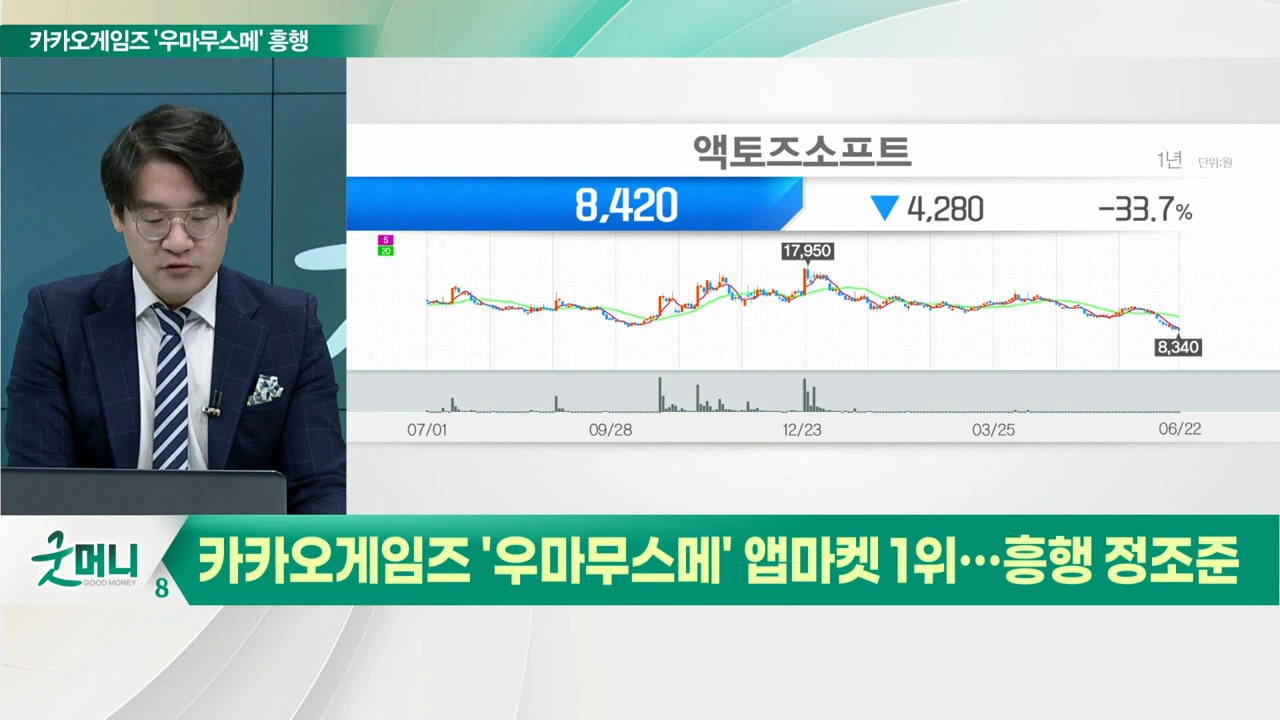 카카오게임즈 '우마무스메' 흥행
액토즈소프트
1년 단위:원
8,420 ▼ 4,280 -33.7%
5
20
17,950
8,340
07/01 09/28 12/23 03/25 06/22
굿머니
GOOD MONEY
8
카카오게임즈 '우마무스메' 앱마켓 1위…흥행 정조준